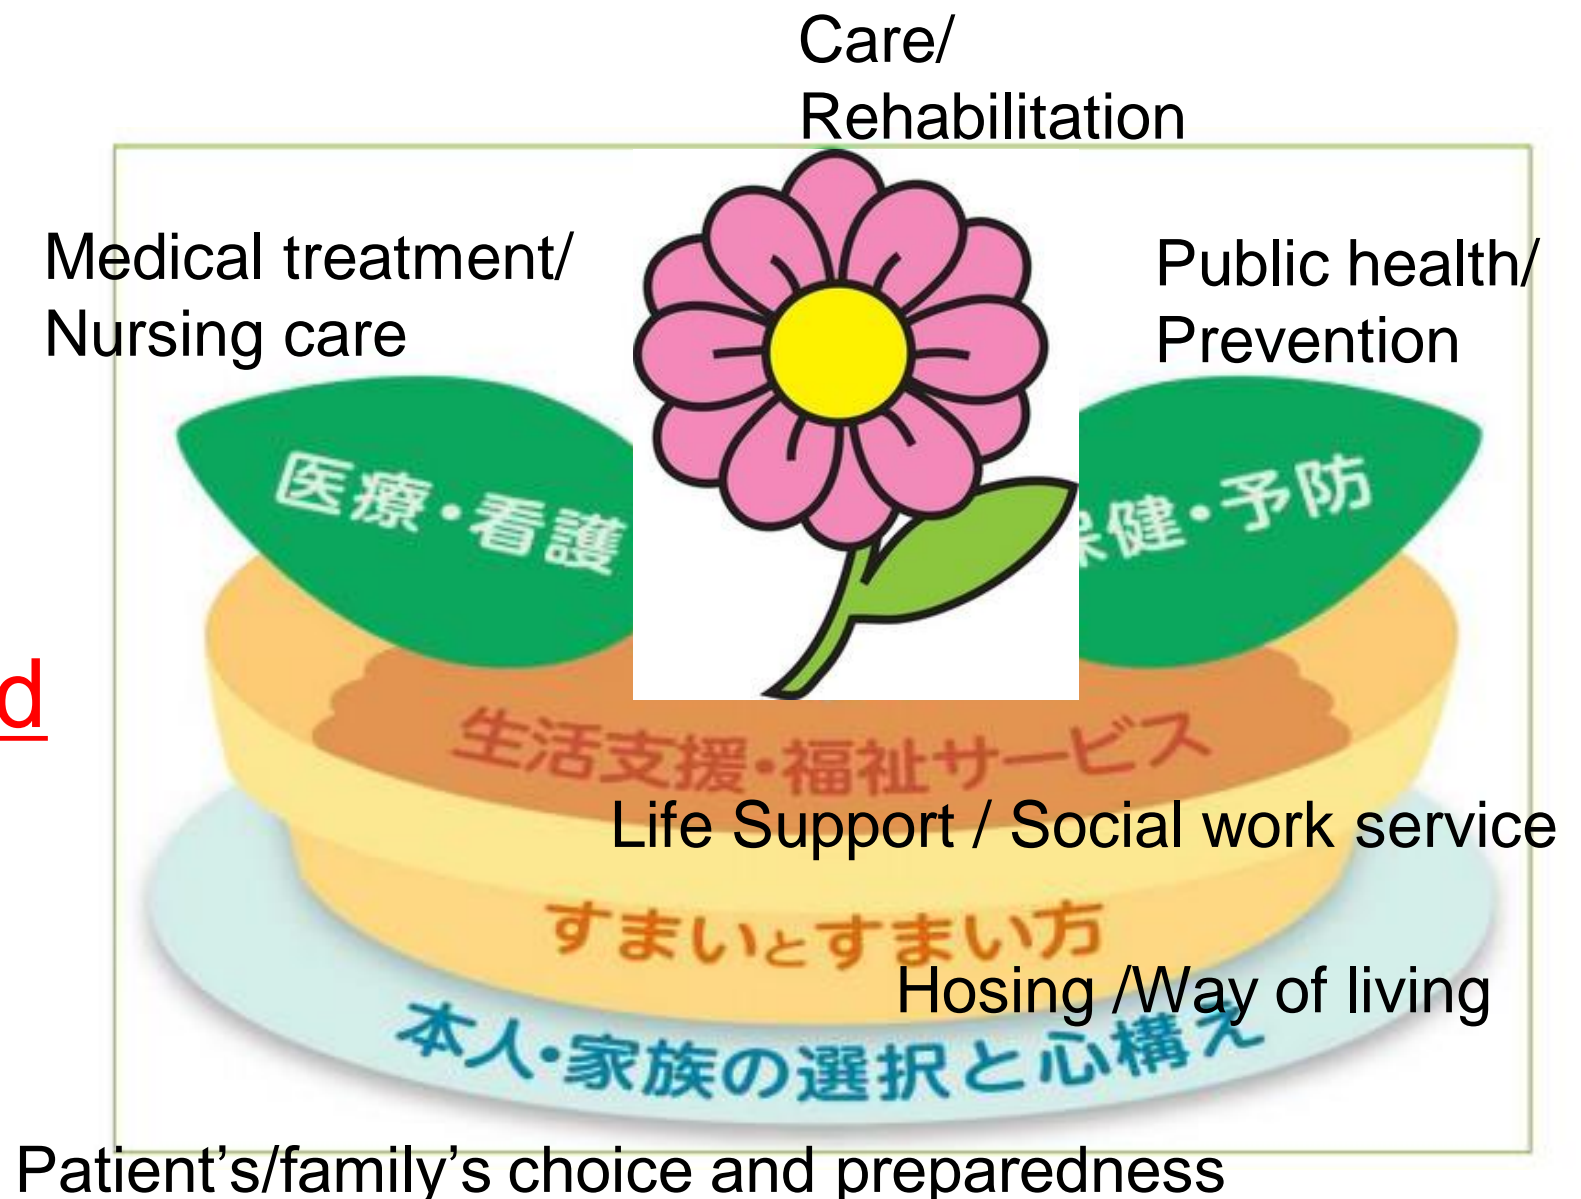 Care/
Rehabilitation
Medical treatment/
Nursing care
Public health/
Prevention
医療・看護
健・予防
d
生活支援・福祉サービス
Life Support / Social work service
すまいとすまい方
Hosing /Way of living
本人・家族の選択と心構え
Patient's/family's choice and preparedness